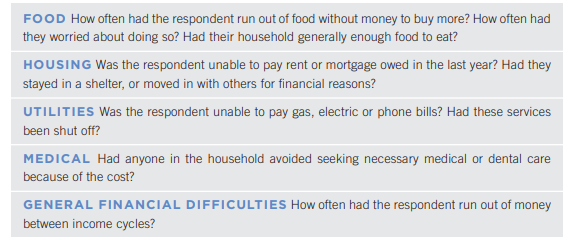 FOOD How often had the respondent run out of food without money to buy more? How often had
they worried about doing so? Had their household generally enough food to eat?
HOUSING Was the respondent unable to pay rent or mortgage owed in the last year? Had they
stayed in a shelter, or moved in with others for financial reasons?
UTILITIES Was the respondent unable to pay gas, electric or phone bills? Had these services
been shut off?
MEDICAL Had anyone in the household avoided seeking necessary medical or dental care
because of the cost?
GENERAL FINANCIAL DIFFICULTIES How often had the respondent run out of money
between income cycles?